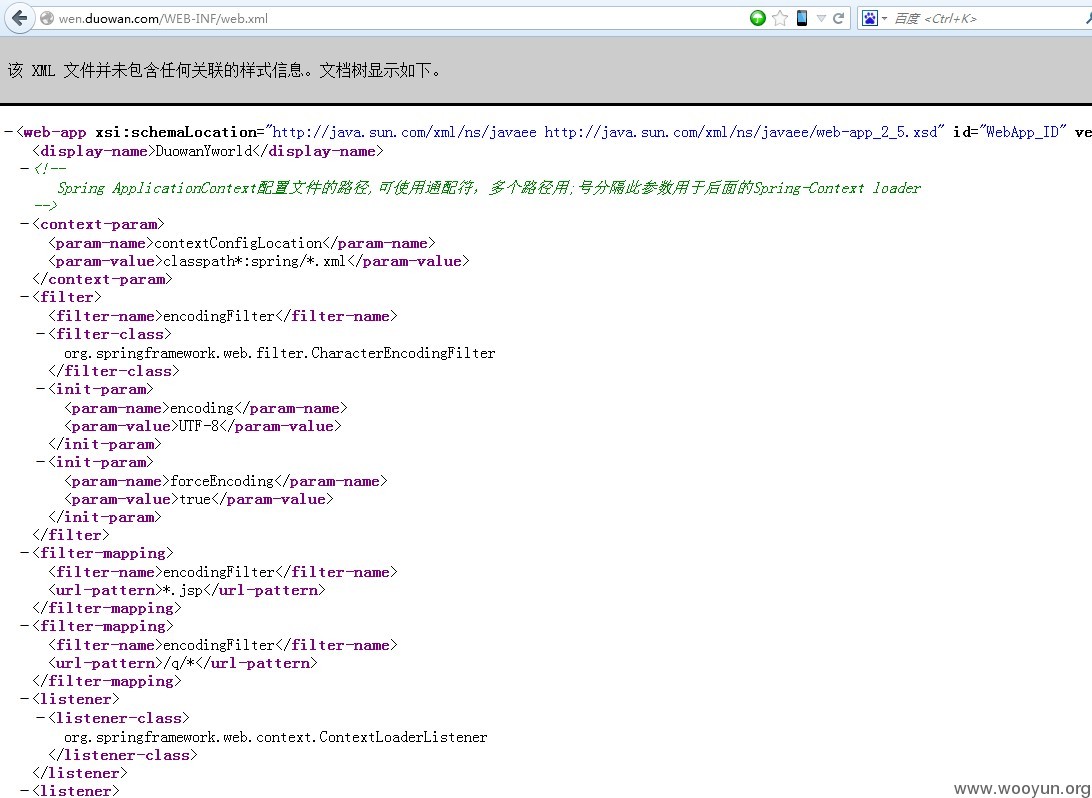 wen.duowan.com/WEB-INF/web.xml
百度 <Ctrl+K>
该 XML 文件并未包含任何关联的样式信息。文档树显示如下。
−<web-app xsi:schemaLocation="http://java.sun.com/xml/ns/javaee http://java.sun.com/xml/ns/javaee/web-app_2_5.xsd" id="WebApp_ID" ve
<display-name>DuowanYworld</display-name>
−<!--
Spring ApplicationContext配置文件的路径,可使用通配符，多个路径用;号分隔此参数用于后面的Spring-Context loader
-->
−<context-param>
<param-name>contextConfigLocation</param-name>
<param-value>classpath*:spring/*.xml</param-value>
</context-param>
−<filter>
<filter-name>encodingFilter</filter-name>
−<filter-class>
org.springframework.web.filter.CharacterEncodingFilter
</filter-class>
−<init-param>
<param-name>encoding</param-name>
<param-value>UTF-8</param-value>
</init-param>
−<init-param>
<param-name>forceEncoding</param-name>
<param-value>true</param-value>
</init-param>
</filter>
−<filter-mapping>
<filter-name>encodingFilter</filter-name>
<url-pattern>*.jsp</url-pattern>
</filter-mapping>
−<filter-mapping>
<filter-name>encodingFilter</filter-name>
<url-pattern>/q/*</url-pattern>
</filter-mapping>
−<listener>
−<listener-class>
org.springframework.web.context.ContextLoaderListener
</listener-class>
</listener>
−<listener>
www.wooyun.org